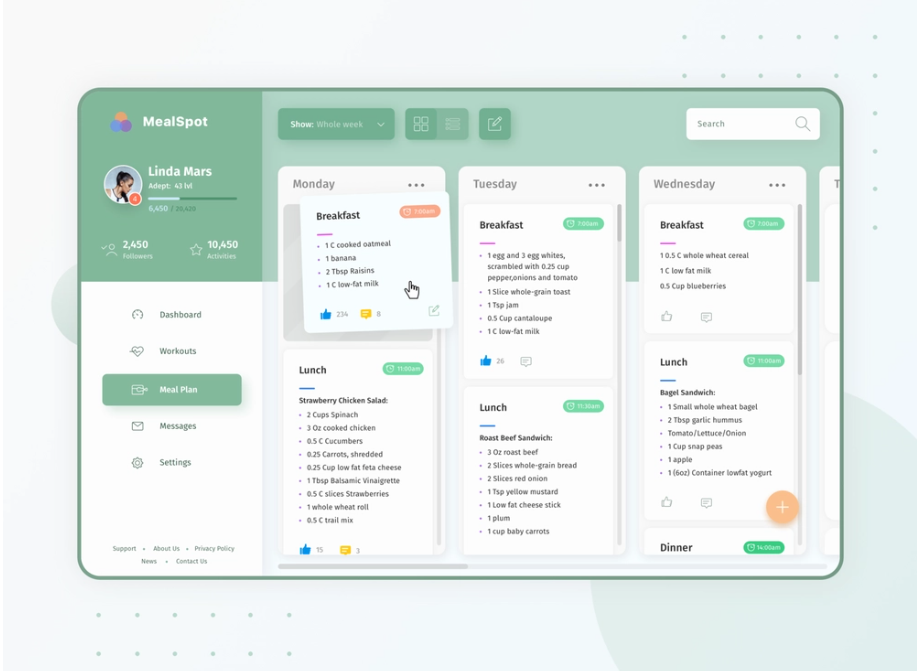 MealSpot
Linda Mars
Adept: 43 lvl
6,450 / 20,420
2,450
Followers
10,450
Activities
Dashboard
Workouts
Meal Plan
Messages
Settings
Support • About Us • Privacy Policy
News • Contact Us
Show: Whole week
Search
Monday
Breakfast
7:00am
• 1 C cooked oatmeal
• 1 banana
• 2 Tbsp Raisins
• 1 C low-fat milk
234
8
Lunch
11:00am
Strawberry Chicken Salad:
• 2 Cups Spinach
• 3 Oz cooked chicken
• 0.5 C Cucumbers
• 0.25 Carrots, shredded
• 0.25 Cup low fat feta cheese
• 1 Tbsp Balsamic Vinaigrette
• 0.5 C slices Strawberries
• 1 whole wheat roll
• 0.5 C trail mix
15
3
Tuesday
Breakfast
7:00am
• 1 egg and 3 egg whites,
scrambled with 0.25 cup
pepper,onions and tomato
• 1 Slice whole-grain toast
• 1 Tsp jam
• 0.5 Cup cantaloupe
• 1 C low-fat milk
26
Lunch
11:30am
Roast Beef Sandwich:
• 3 Oz roast beef
• 2 Slices whole-grain bread
• 2 Slices red onion
• 1 Tsp yellow mustard
• 1 Low fat cheese stick
• 1 plum
• 1 cup baby carrots
Wednesday
Breakfast
7:00am
1 0.5 C whole wheat cereal
1 C low fat milk
0.5 Cup blueberries
Lunch
11:00am
Bagel Sandwich:
• 1 Small whole wheat bagel
• 2 Tbsp garlic hummus
• Tomato/Lettuce/Onion
• 1 Cup snap peas
• 1 apple
• 1 (6oz) Container lowfat yogurt
Dinner
14:00am
T